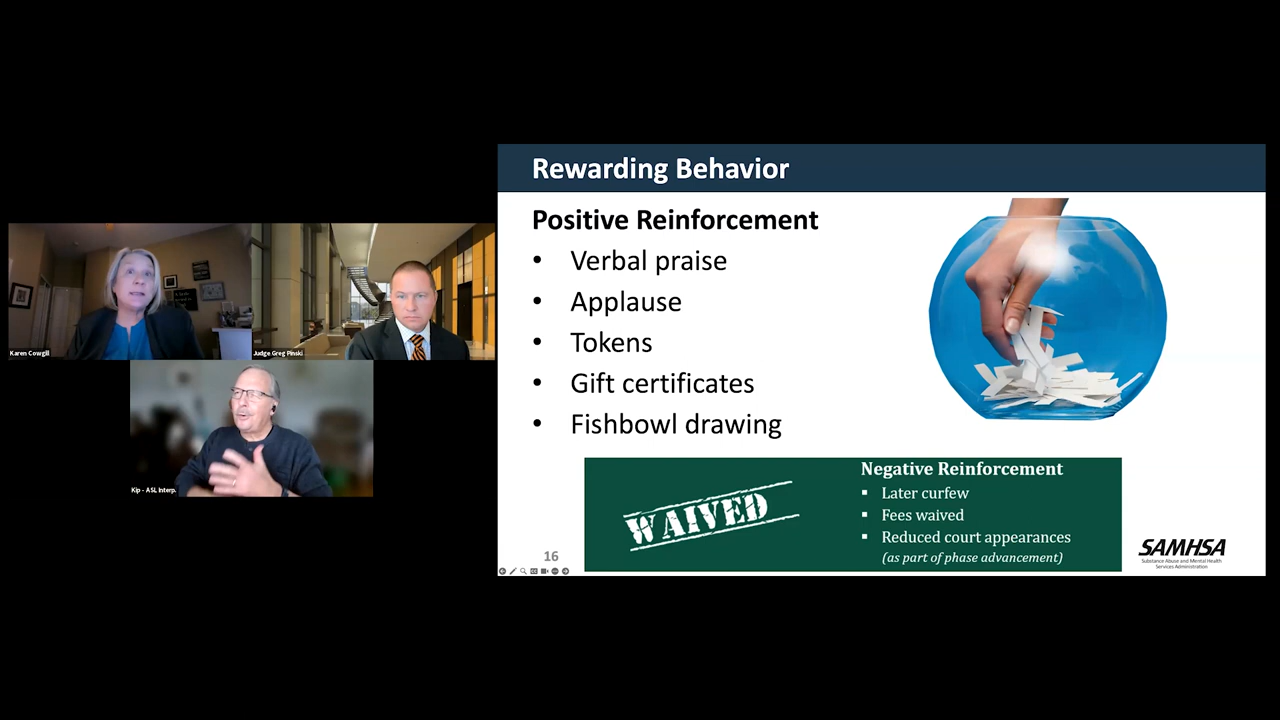 Rewarding Behavior
Positive Reinforcement
• Verbal praise
• Applause
• Tokens
• Gift certificates
• Fishbowl drawing
WAIVED
Negative Reinforcement
▪ Later curfew
▪ Fees waived
▪ Reduced court appearances
(as part of phase advancement)
16
SAMHSA
Substance Abuse and Mental Health
Services Administration
Karen Cowgill
Judge Greg Pinski
Kip - ASL Interp.